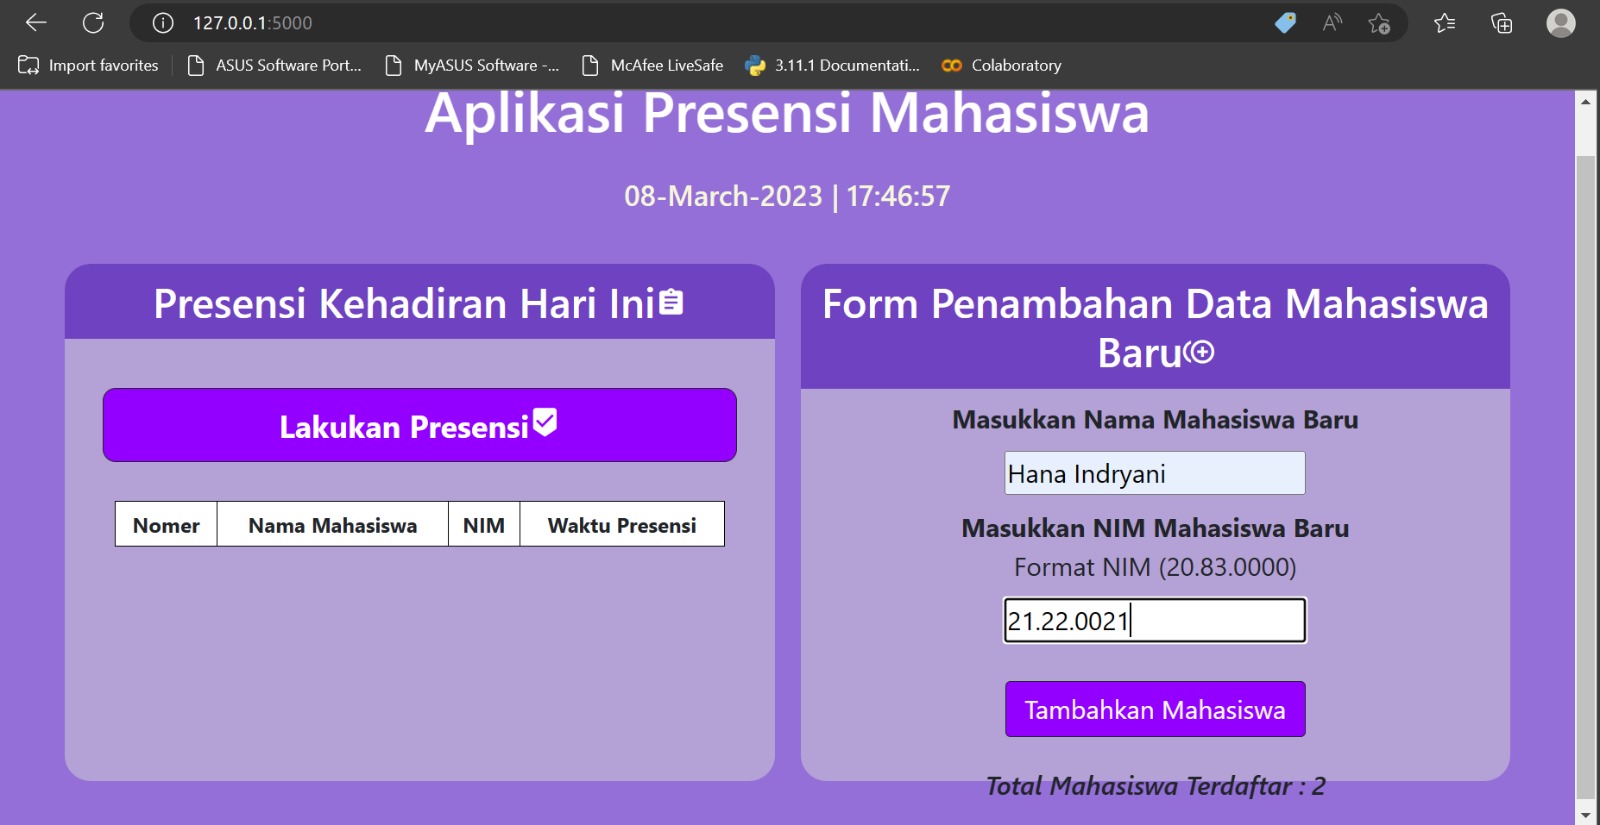 127.0.0.1:5000
Import favorites
ASUS Software Port...
MyASUS Software -...
McAfee LiveSafe
3.11.1 Documentati...
Colaboratory
Aplikasi Presensi Mahasiswa
08-March-2023 | 17:46:57
Presensi Kehadiran Hari Ini
Lakukan Presensi
Nomer Nama Mahasiswa NIM Waktu Presensi
Form Penambahan Data Mahasiswa
Baru
Masukkan Nama Mahasiswa Baru
Hana Indryani
Masukkan NIM Mahasiswa Baru
Format NIM (20.83.0000)
21.22.0021
Tambahkan Mahasiswa
Total Mahasiswa Terdaftar : 2